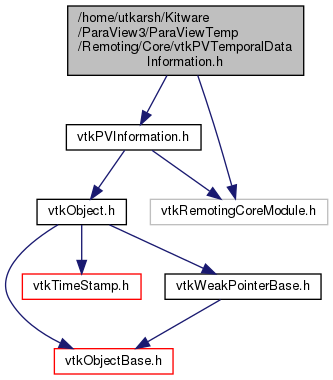 /home/utkarsh/Kitware
/ParaView3/ParaViewTemp
/Remoting/Core/vtkPVTemporalData
Information.h
vtkPVInformation.h
vtkObject.h
vtkRemotingCoreModule.h
vtkTimeStamp.h
vtkWeakPointerBase.h
vtkObjectBase.h